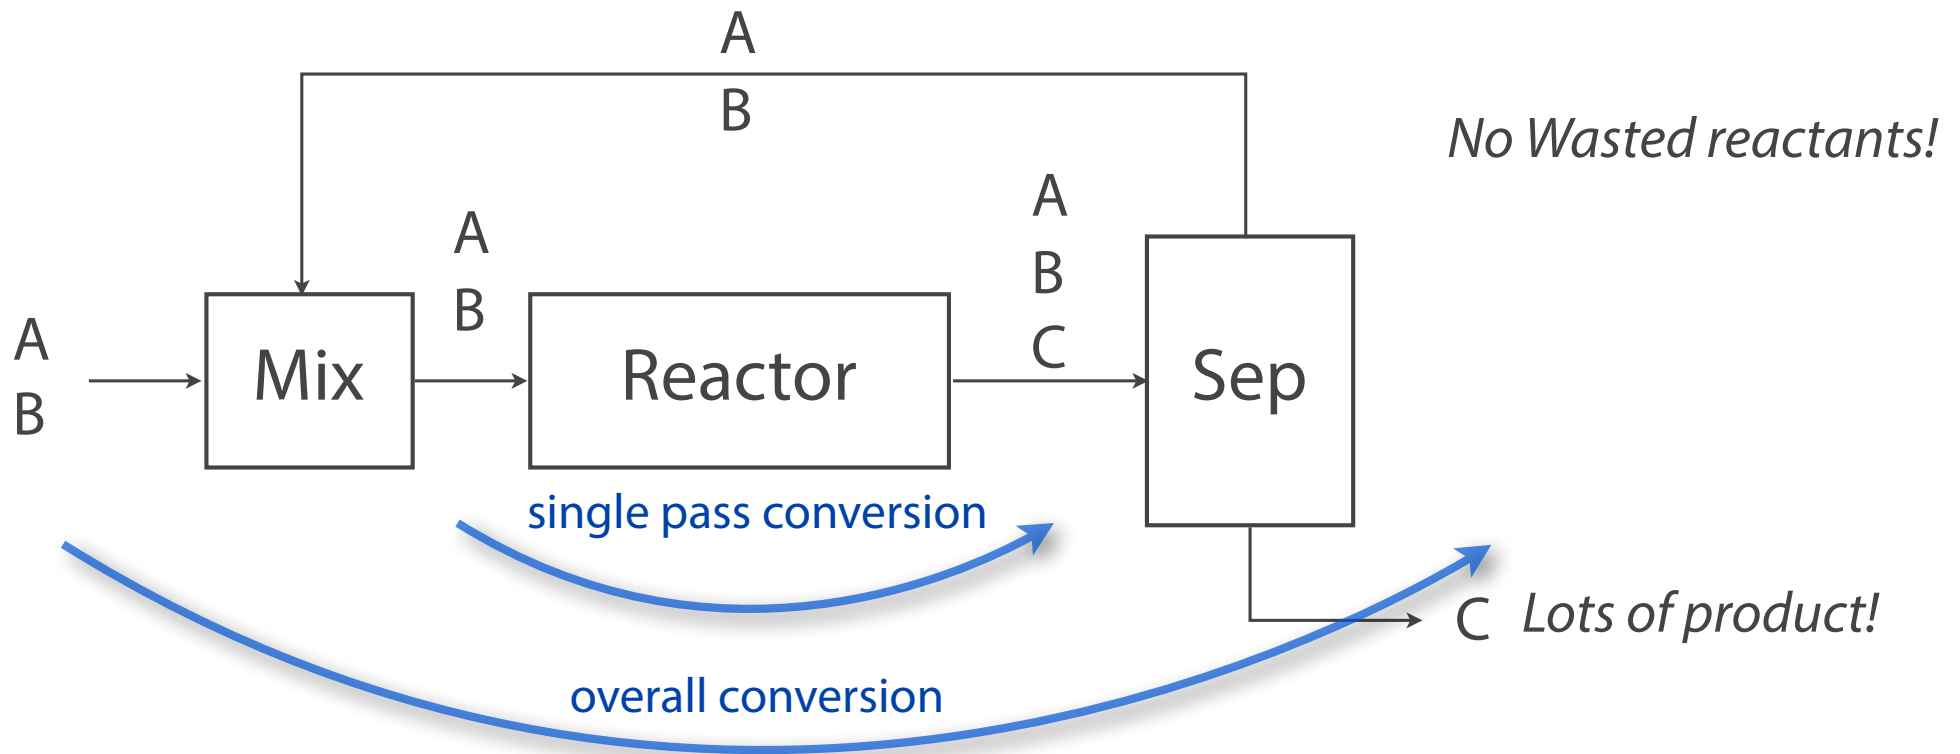 A
B
No Wasted reactants!
A
B
A
B
C
A
B
Mix
Reactor
Sep
single pass conversion
C Lots of product!
overall conversion